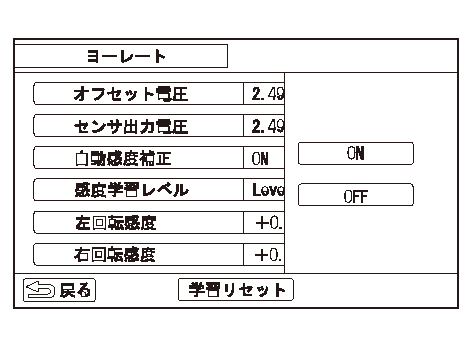 ヨーレート
オフセット電圧 2.49
センサ出力電圧 2.49
自動感度補正 ON
感度学習レベル Leve
左回転感度 +0.
右回転感度 +0.
ON
OFF
戻る 学習リセット